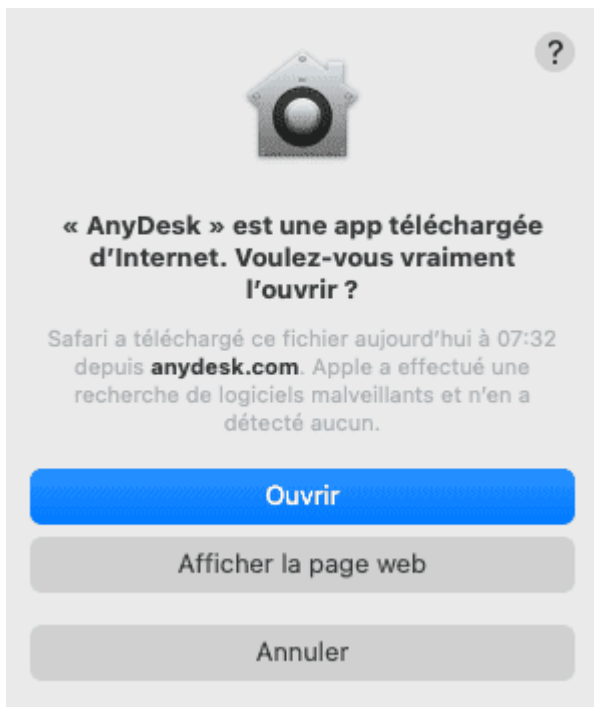 ?
« AnyDesk » est une app téléchargée
d’Internet. Voulez-vous vraiment
l’ouvrir ?
Safari a téléchargé ce fichier aujourd’hui à 07:32
depuis anydesk.com. Apple a effectué une
recherche de logiciels malveillants et n’en a
détecté aucun.
Ouvrir
Afficher la page web
Annuler